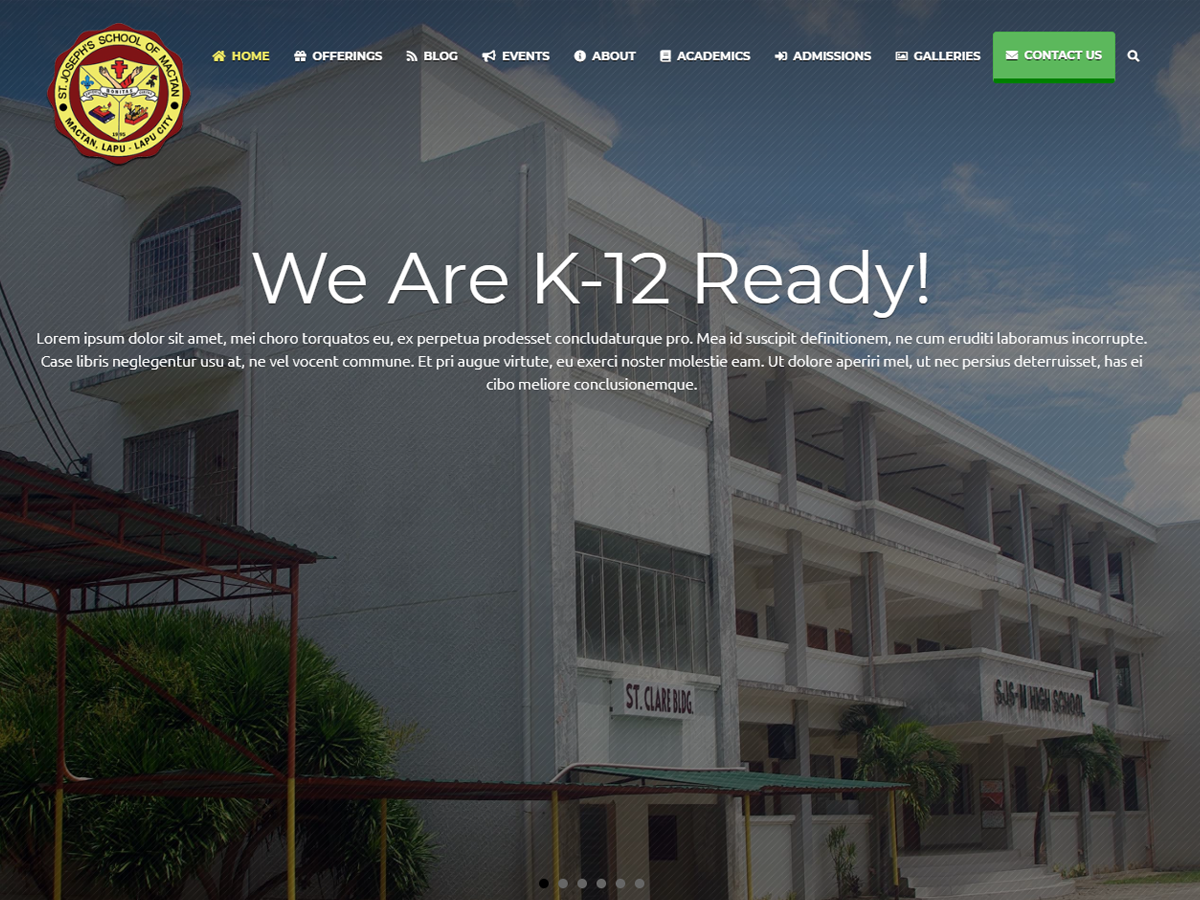 ST. JOSEPH'S SCHOOL OF MACTAN
BONITAS
1985
MACTAN, LAPU - LAPU CITY
HOME
OFFERINGS
BLOG
EVENTS
ABOUT
ACADEMICS
ADMISSIONS
GALLERIES
CONTACT US
We Are K-12 Ready!
Lorem ipsum dolor sit amet, mei choro torquatos eu, ex perpetua prodesset concludaturque pro. Mea id suscipit definitionem, ne cum eruditi laboramus incorrupte.
Case libris neglegentur usu at, ne vel vocent commune. Et pri augue virtute, eu exerci noster molestie eam. Ut dolore aperiri mel, ut nec persius deterruisset, has ei
cibo meliore conclusionemque.
ST. CLARE BLDG.
SJS-M HIGH SCHOOL